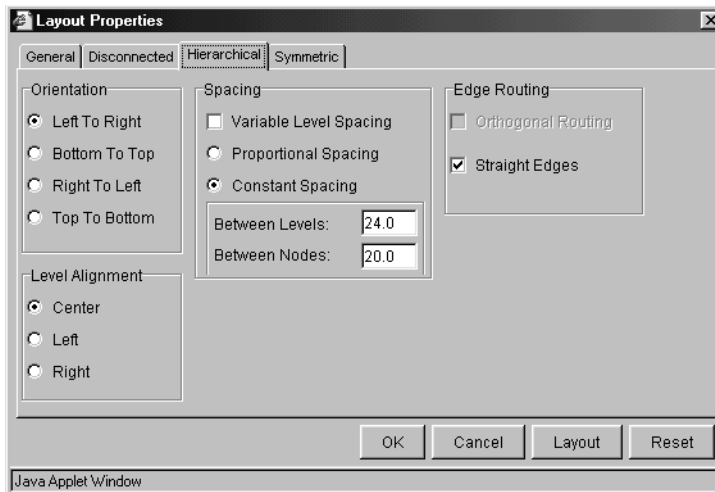 Layout Properties
General Disconnected Hierarchical Symmetric
Orientation
Left To Right
Bottom To Top
Right To Left
Top To Bottom
Level Alignment
Center
Left
Right
Spacing
Variable Level Spacing
Proportional Spacing
Constant Spacing
Between Levels: 24.0
Between Nodes: 20.0
Edge Routing
Orthogonal Routing
Straight Edges
OK Cancel Layout Reset
Java Applet Window